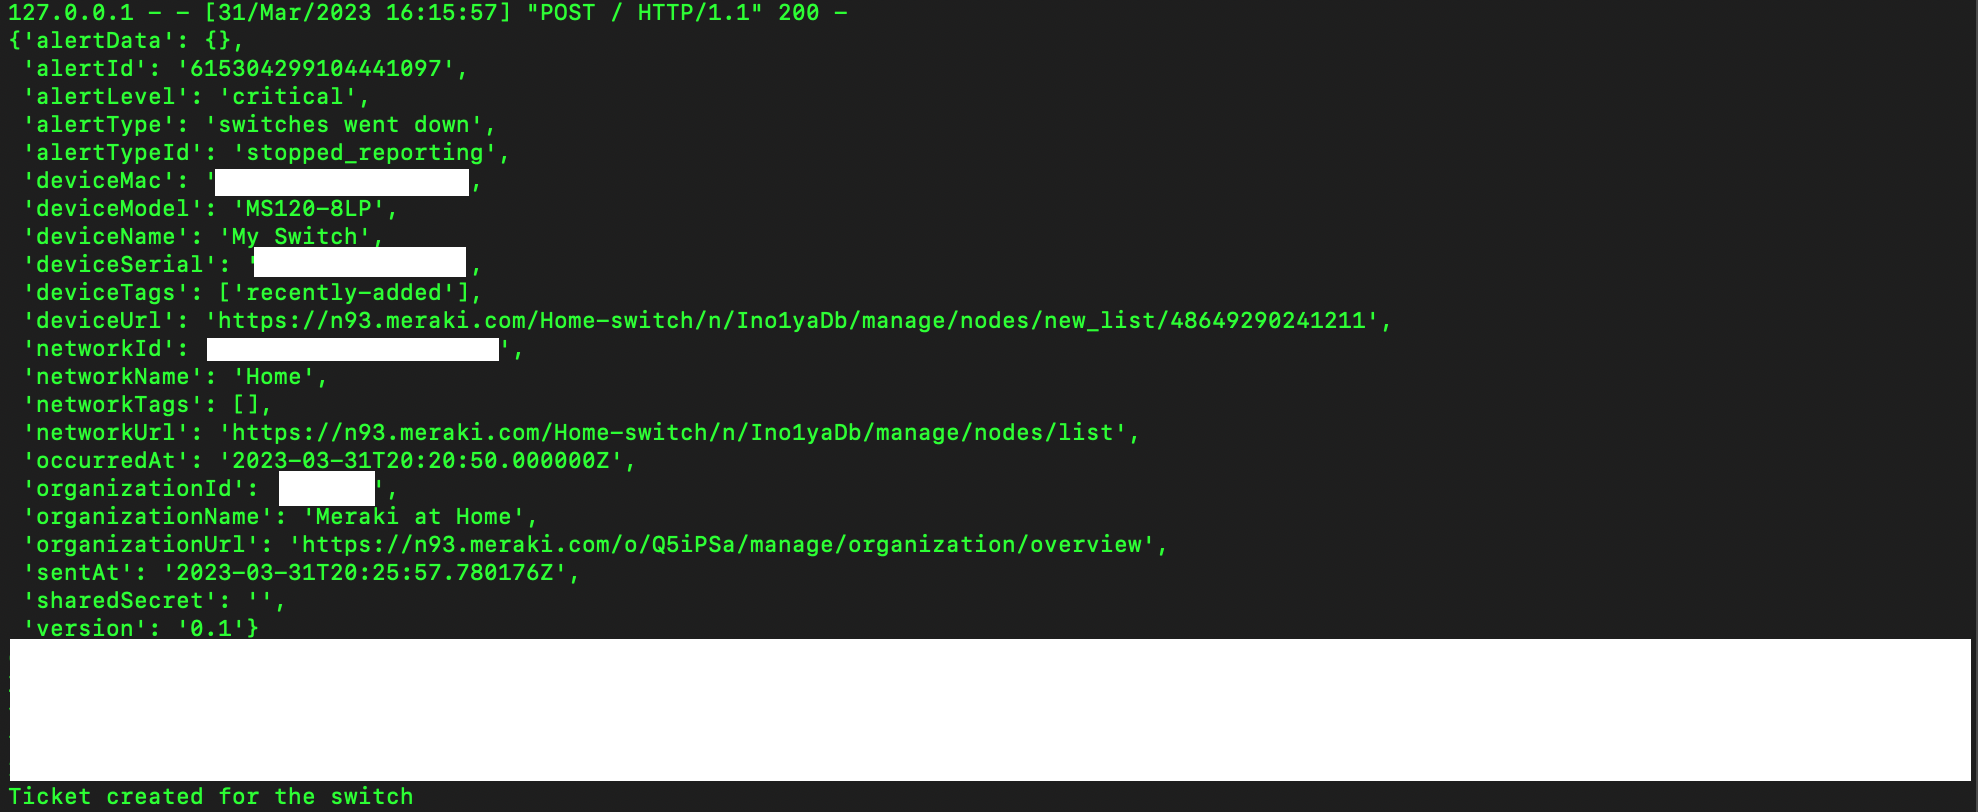 127.0.0.1 - - [31/Mar/2023 16:15:57] "POST / HTTP/1.1" 200 -
{'alertData': {},
 'alertId': '615304299104441097',
 'alertLevel': 'critical',
 'alertType': 'switches went down',
 'alertTypeId': 'stopped_reporting',
 'deviceMac': ',
 'deviceModel': 'MS120-8LP',
 'deviceName': 'My Switch',
 'deviceSerial': ',
 'deviceTags': ['recently-added'],
 'deviceUrl': 'https://n93.meraki.com/Home-switch/n/Ino1yaDb/manage/nodes/new_list/48649290241211',
 'networkId': ',
 'networkName': 'Home',
 'networkTags': [],
 'networkUrl': 'https://n93.meraki.com/Home-switch/n/Ino1yaDb/manage/nodes/list',
 'occurredAt': '2023-03-31T20:20:50.000000Z',
 'organizationId': ',
 'organizationName': 'Meraki at Home',
 'organizationUrl': 'https://n93.meraki.com/o/Q5iPSa/manage/organization/overview',
 'sentAt': '2023-03-31T20:25:57.780176Z',
 'sharedSecret': '',
 'version': '0.1'}
Ticket created for the switch